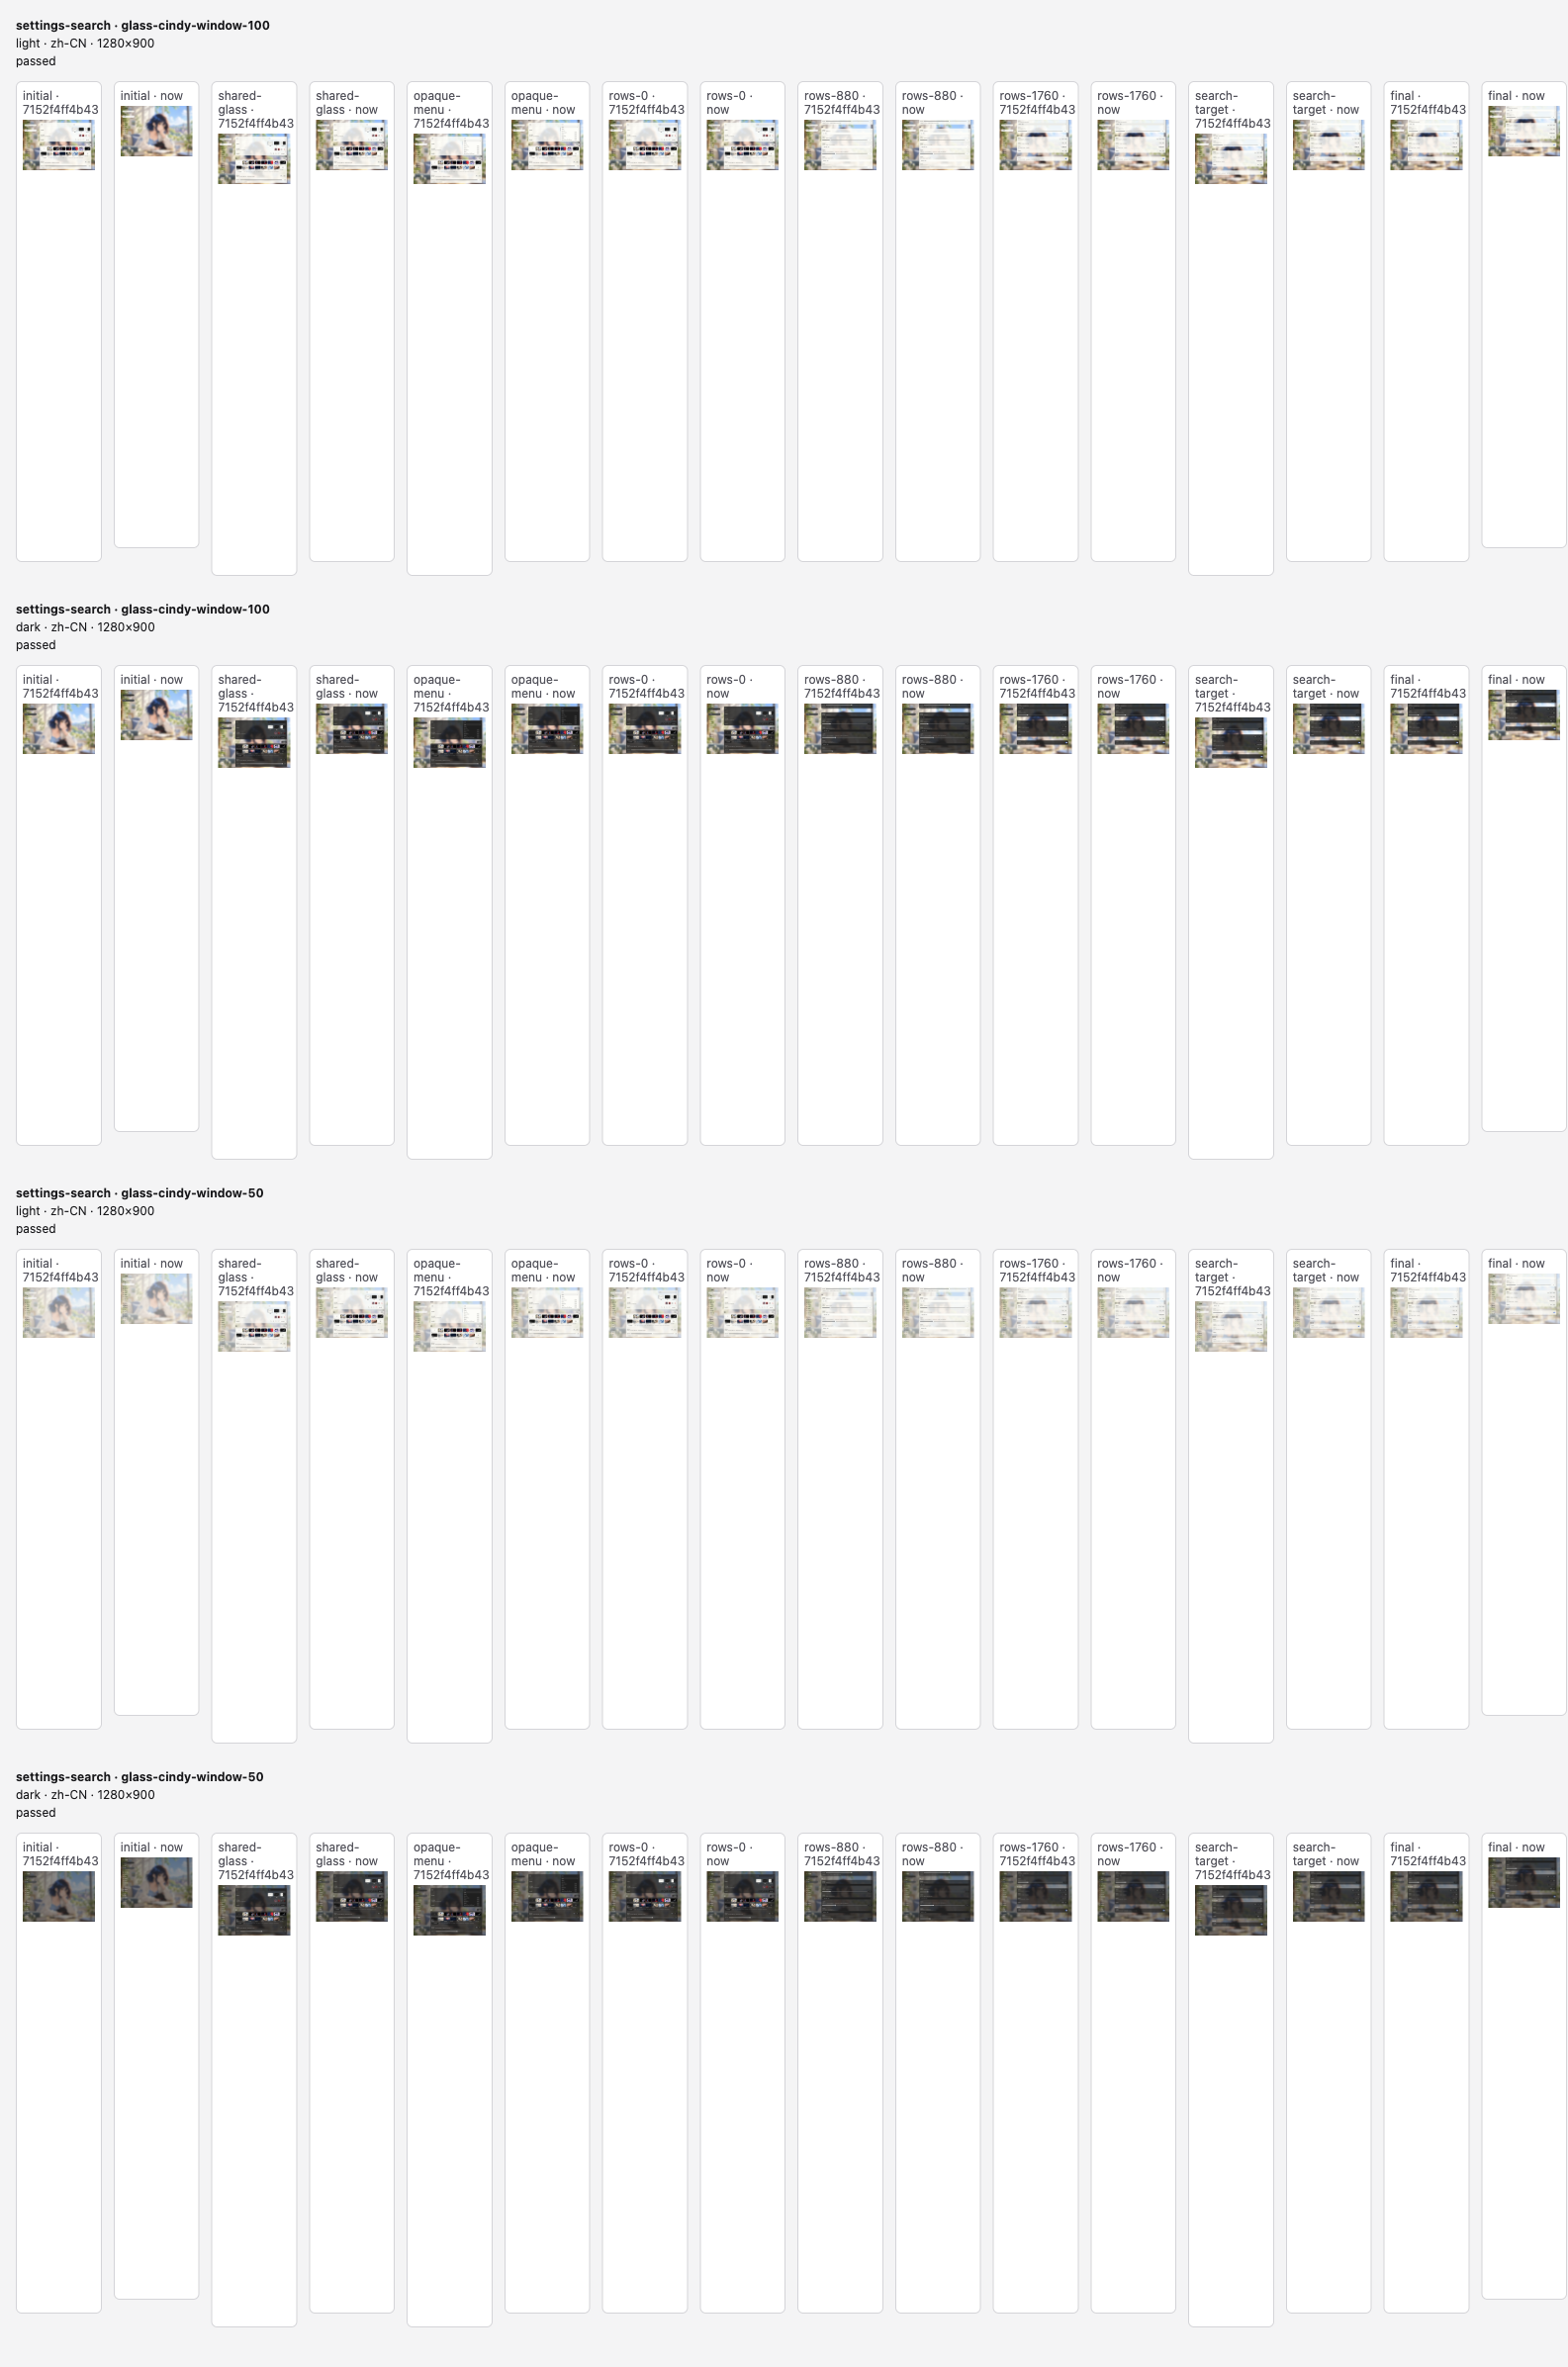 settings-search · glass-cindy-window-100
light · zh-CN · 1280×900
passed
initial ·
7152f4ff4b43
initial · now
shared-
glass ·
7152f4ff4b43
shared-
glass · now
opaque-
menu ·
7152f4ff4b43
opaque-
menu · now
rows-0 ·
7152f4ff4b43
rows-0 ·
now
rows-880 ·
7152f4ff4b43
rows-880 ·
now
rows-1760 ·
7152f4ff4b43
rows-1760 ·
now
search-
target ·
7152f4ff4b43
search-
target · now
final ·
7152f4ff4b43
final · now
settings-search · glass-cindy-window-100
dark · zh-CN · 1280×900
passed
initial ·
7152f4ff4b43
initial · now
shared-
glass ·
7152f4ff4b43
shared-
glass · now
opaque-
menu ·
7152f4ff4b43
opaque-
menu · now
rows-0 ·
7152f4ff4b43
rows-0 ·
now
rows-880 ·
7152f4ff4b43
rows-880 ·
now
rows-1760 ·
7152f4ff4b43
rows-1760 ·
now
search-
target ·
7152f4ff4b43
search-
target · now
final ·
7152f4ff4b43
final · now
settings-search · glass-cindy-window-50
light · zh-CN · 1280×900
passed
initial ·
7152f4ff4b43
initial · now
shared-
glass ·
7152f4ff4b43
shared-
glass · now
opaque-
menu ·
7152f4ff4b43
opaque-
menu · now
rows-0 ·
7152f4ff4b43
rows-0 ·
now
rows-880 ·
7152f4ff4b43
rows-880 ·
now
rows-1760 ·
7152f4ff4b43
rows-1760 ·
now
search-
target ·
7152f4ff4b43
search-
target · now
final ·
7152f4ff4b43
final · now
settings-search · glass-cindy-window-50
dark · zh-CN · 1280×900
passed
initial ·
7152f4ff4b43
initial · now
shared-
glass ·
7152f4ff4b43
shared-
glass · now
opaque-
menu ·
7152f4ff4b43
opaque-
menu · now
rows-0 ·
7152f4ff4b43
rows-0 ·
now
rows-880 ·
7152f4ff4b43
rows-880 ·
now
rows-1760 ·
7152f4ff4b43
rows-1760 ·
now
search-
target ·
7152f4ff4b43
search-
target · now
final ·
7152f4ff4b43
final · now